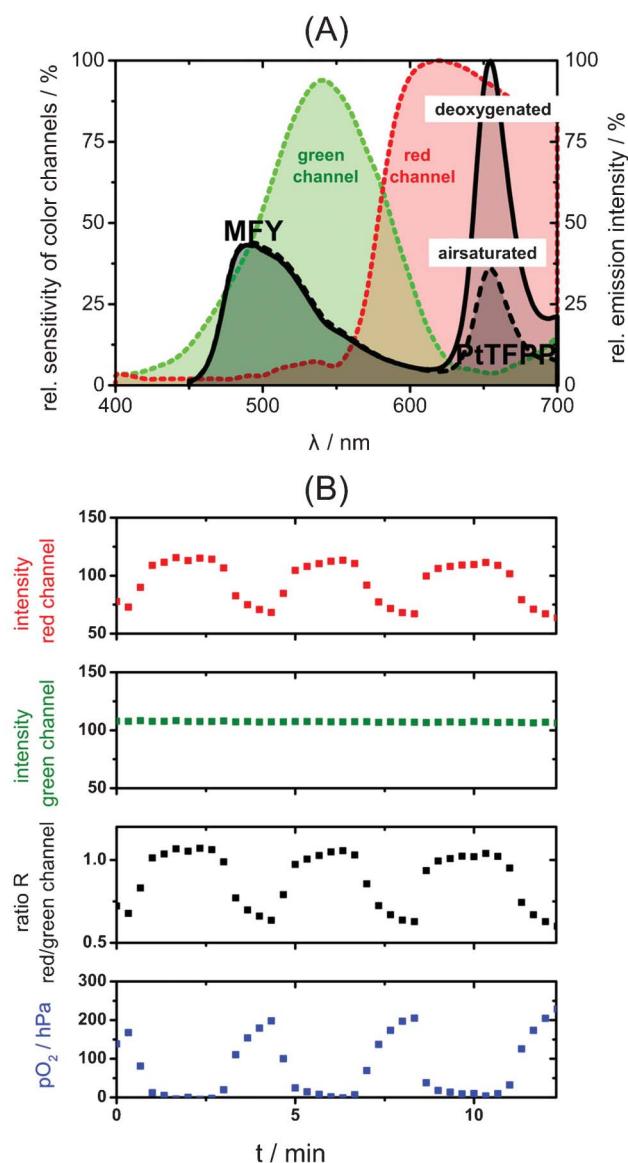 (A)
100
75
50
25
0
rel. sensitivity of color channels / %
green
channel
red
channel
deoxygenated
MFY
airsaturated
PtTFPP
100
75
50
25
0
rel. emission intensity / %
400
500
600
700
λ / nm
(B)
150
100
50
intensity
red channel
150
100
50
intensity
green channel
1.0
0.5
ratio R
red/green channel
300
200
100
0
pO2 / hPa
0
5
10
t / min